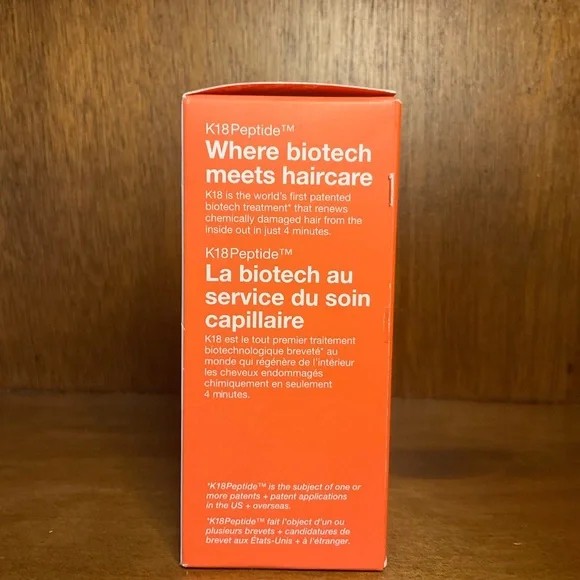 K18Peptide™
Where biotech
meets haircare
K18 is the world's first patented
biotech treatment* that renews
chemically damaged hair from the
inside out in just 4 minutes.
K18Peptide™
La biotech au
service du soin
capillaire
K18 est le tout premier traitement
biotechnologique breveté* au
monde qui régénère de l'intérieur
les cheveux endommagés
chimiquement en seulement
4 minutes.
*K18Peptide™ is the subject of one or
more patents + patent applications
in the US + overseas.
*K18Peptide™ fait l'object d'un ou
plusieurs brevets + candidatures de
brevet aux États-Unis + à l'étranger.